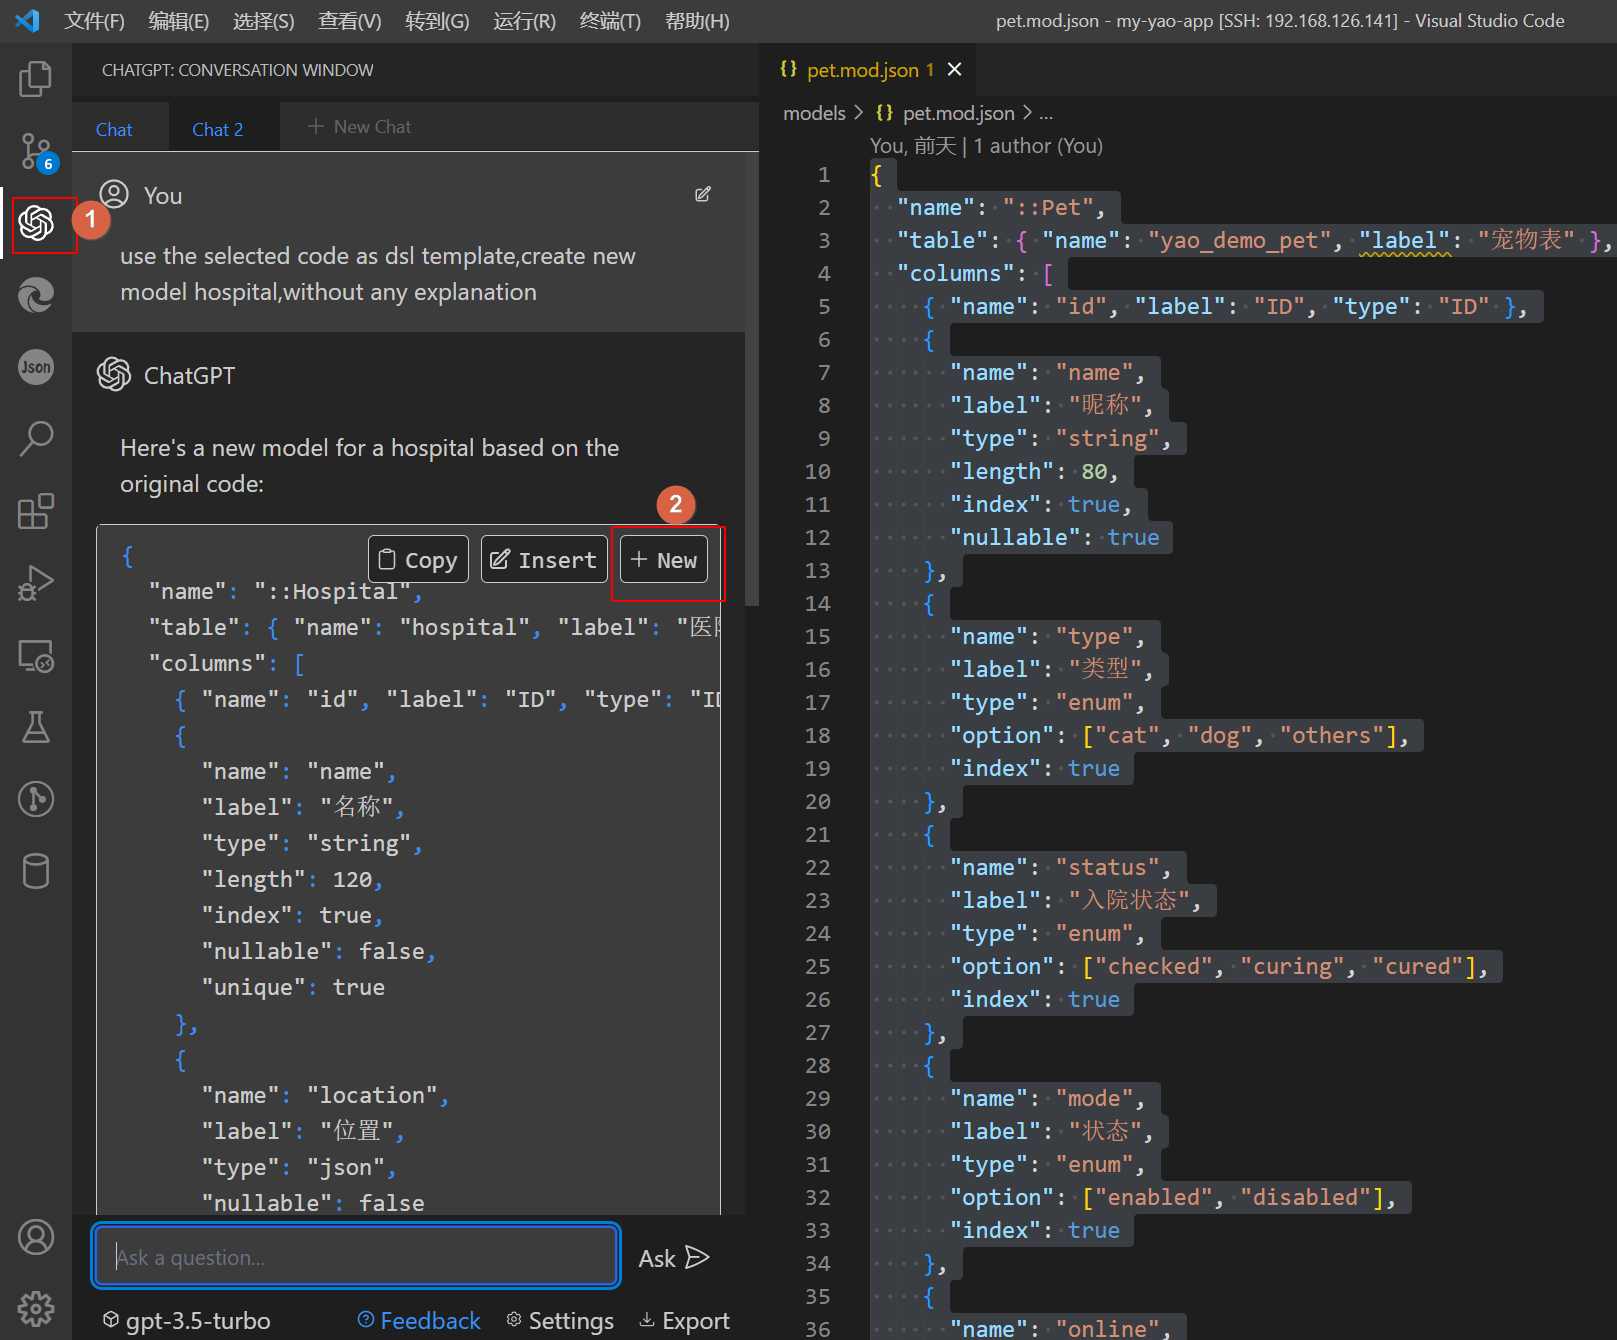 文件(F) 编辑(E) 选择(S) 查看(V) 转到(G) 运行(R) 终端(T) 帮助(H) pet.mod.json - my-yao-app [SSH: 192.168.126.141] - Visual Studio Code
CHATGPT: CONVERSATION WINDOW
Chat Chat 2 + New Chat
6
1
Json
You
use the selected code as dsl template,create new
model hospital,without any explanation
ChatGPT
Here's a new model for a hospital based on the
original code:
2
Copy Insert + New
{
"name": "::Hospital",
"table": { "name": "hospital", "label": "医
"columns": [
{ "name": "id", "label": "ID", "type": "ID
{
"name": "name",
"label": "名称",
"type": "string",
"length": 120,
"index": true,
"nullable": false,
"unique": true
},
{
"name": "location",
"label": "位置",
"type": "json",
"nullable": false
Ask a question...
Ask
gpt-3.5-turbo Feedback Settings Export
{} pet.mod.json 1
models > {} pet.mod.json > ...
You, 前天 | 1 author (You)
1 {
2 "name": "::Pet",
3 "table": { "name": "yao_demo_pet", "label": "宠物表" },
4 "columns": [
5 { "name": "id", "label": "ID", "type": "ID" },
6 {
7 "name": "name",
8 "label": "昵称",
9 "type": "string",
10 "length": 80,
11 "index": true,
12 "nullable": true
13 },
14 {
15 "name": "type",
16 "label": "类型",
17 "type": "enum",
18 "option": ["cat", "dog", "others"],
19 "index": true
20 },
21 {
22 "name": "status",
23 "label": "入院状态",
24 "type": "enum",
25 "option": ["checked", "curing", "cured"],
26 "index": true
27 },
28 {
29 "name": "mode",
30 "label": "状态",
31 "type": "enum",
32 "option": ["enabled", "disabled"],
33 "index": true
34 },
35 {
36 "name": "online",